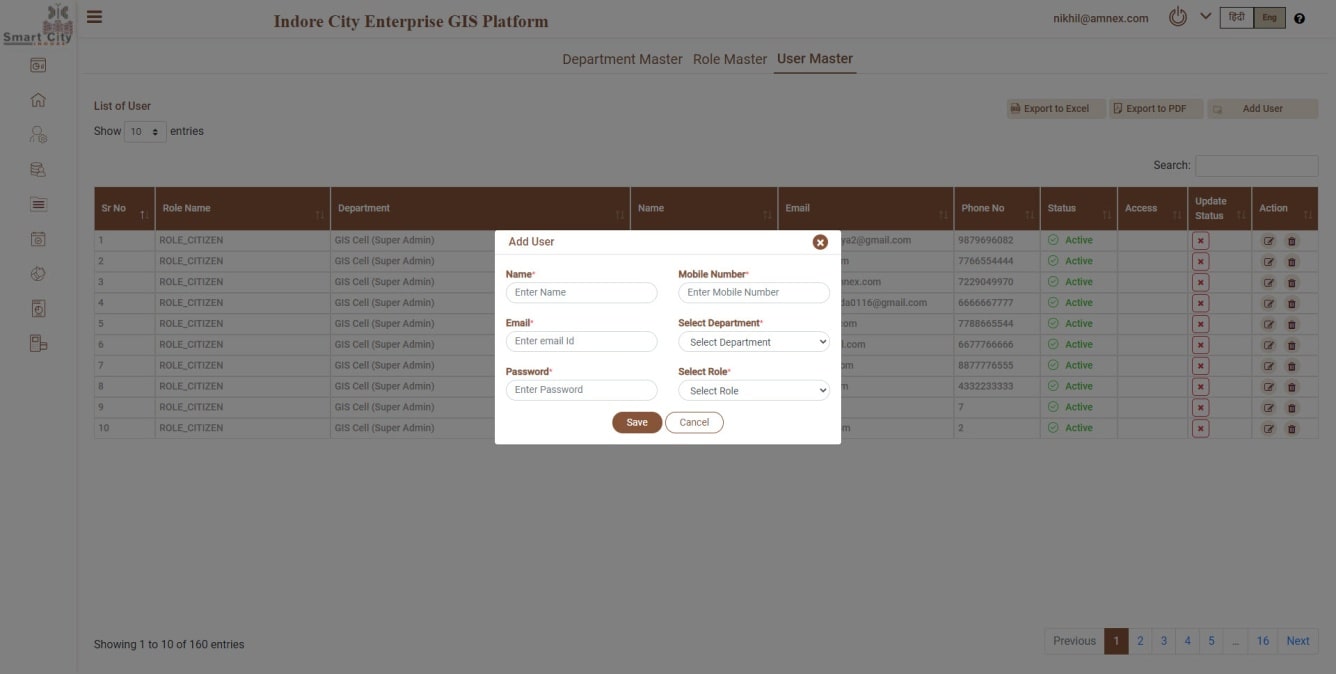 Smart City
INDORE
Indore City Enterprise GIS Platform
nikhil@amnex.com
हिंदी
Eng
?
Department Master Role Master User Master
List of User
Export to Excel Export to PDF Add User
Show 10 entries
Search:
Sr No Role Name Department Name Email Phone No Status Access Update Status Action
1 ROLE_CITIZEN GIS Cell (Super Admin) ya2@gmail.com 9879696082 Active
2 ROLE_CITIZEN GIS Cell (Super Admin) m 7766554444 Active
3 ROLE_CITIZEN GIS Cell (Super Admin) nex.com 7229049970 Active
4 ROLE_CITIZEN GIS Cell (Super Admin) da0116@gmail.com 6666667777 Active
5 ROLE_CITIZEN GIS Cell (Super Admin) om 7788665544 Active
6 ROLE_CITIZEN GIS Cell (Super Admin) l.com 6677766666 Active
7 ROLE_CITIZEN GIS Cell (Super Admin) om 8877776555 Active
8 ROLE_CITIZEN GIS Cell (Super Admin) m 4332233333 Active
9 ROLE_CITIZEN GIS Cell (Super Admin) 7 Active
10 ROLE_CITIZEN GIS Cell (Super Admin) m 2 Active
Add User
Name* Mobile Number*
Enter Name Enter Mobile Number
Email* Select Department*
Enter email Id Select Department
Password* Select Role*
Enter Password Select Role
Save Cancel
Showing 1 to 10 of 160 entries
Previous 1 2 3 4 5 … 16 Next